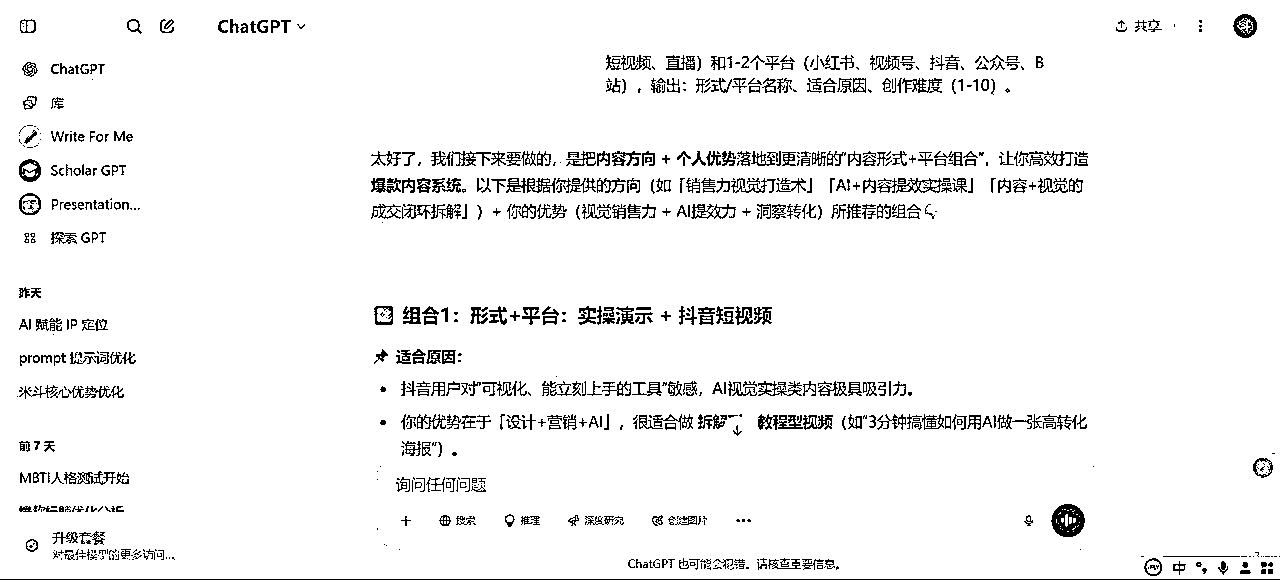 ChatGPT
共享
ChatGPT
库
Write For Me
Scholar GPT
Presentation...
探索 GPT
昨天
AI 赋能 IP 定位
prompt 提示词优化
米斗核心优势优化
前 7 天
MBTI人格测试开始
升级套餐
对最佳模型的更多访问...
短视频、直播）和1-2个平台（小红书、视频号、抖音、公众号、B
站），输出：形式/平台名称、适合原因、创作难度（1-10）。
太好了，我们接下来要做的，是把内容方向 + 个人优势落地到更清晰的“内容形式+平台组合”，让你高效打造
爆款内容系统。以下是根据你提供的方向（如「销售力视觉打造术」「AI+内容提效实操课」「内容+视觉的
成交闭环拆解」）+ 你的优势（视觉销售力 + AI提效力 + 洞察转化）所推荐的组合
组合1：形式+平台：实操演示 + 抖音短视频
适合原因：
• 抖音用户对“可视化、能立刻上手的工具”敏感，AI视觉实操类内容极具吸引力。
• 你的优势在于「设计+营销+AI」，很适合做 拆解 教程型视频（如“3分钟搞懂如何用AI做一张高转化
海报”）。
询问任何问题
搜索 推理 深度研究 创建图片
ChatGPT 也可能会犯错。请核查重要信息。
中